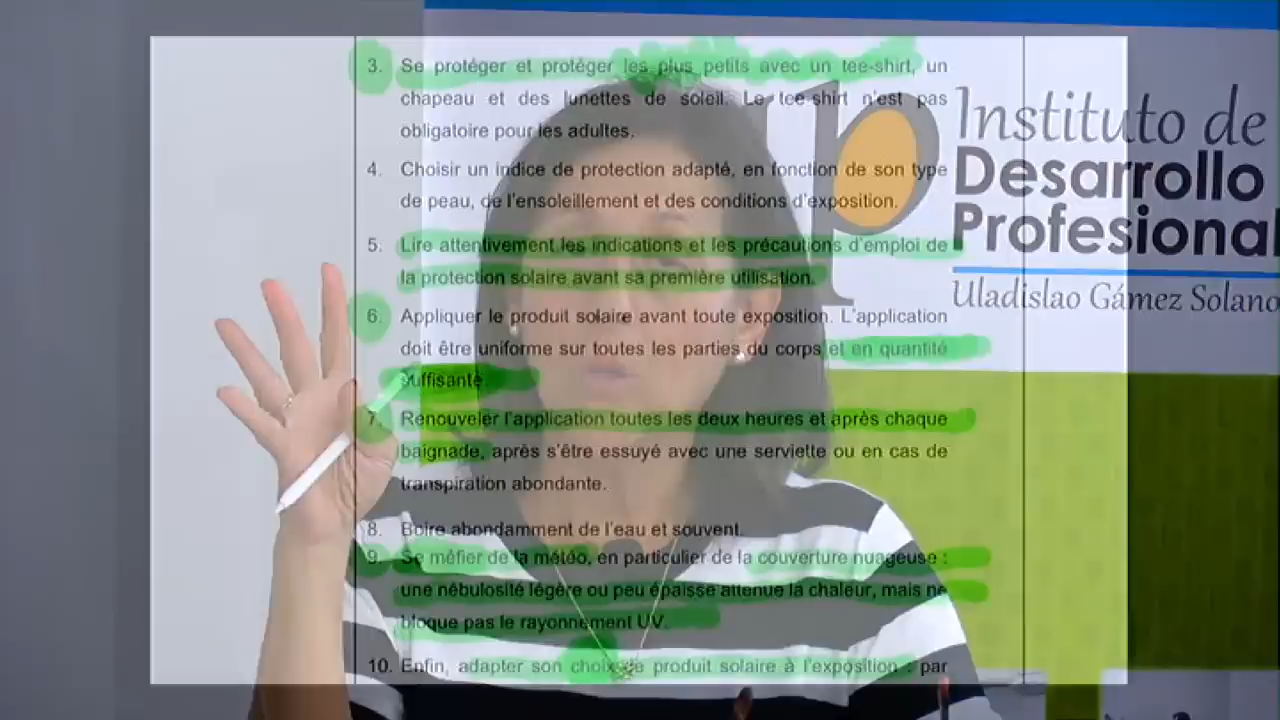 3. Se protéger et protéger les plus petits avec un tee-shirt, un
chapeau et des lunettes de soleil. Le tee-shirt n'est pas
obligatoire pour les adultes.
4. Choisir un indice de protection adapté, en fonction de son type
de peau, de l'ensoleillement et des conditions d'exposition.
5. Lire attentivement les indications et les précautions d'emploi de
la protection solaire avant sa première utilisation.
6. Appliquer le produit solaire avant toute exposition. L'application
doit être uniforme sur toutes les parties du corps et en quantité
suffisante
7. Renouveler l'application toutes les deux heures et après chaque
baignade, après s'être essuyé avec une serviette ou en cas de
transpiration abondante.
8. Boire abondamment de l'eau et souvent.
9. Se méfier de la météo, en particulier de la couverture nuageuse :
une nébulosité légère ou peu épaisse atténue la chaleur, mais ne
bloque pas le rayonnement UV.
10. Enfin, adapter son choix de produit solaire à l'exposition : par
Instituto de
Desarrollo
Profesional
Uladislao Gámez Solano